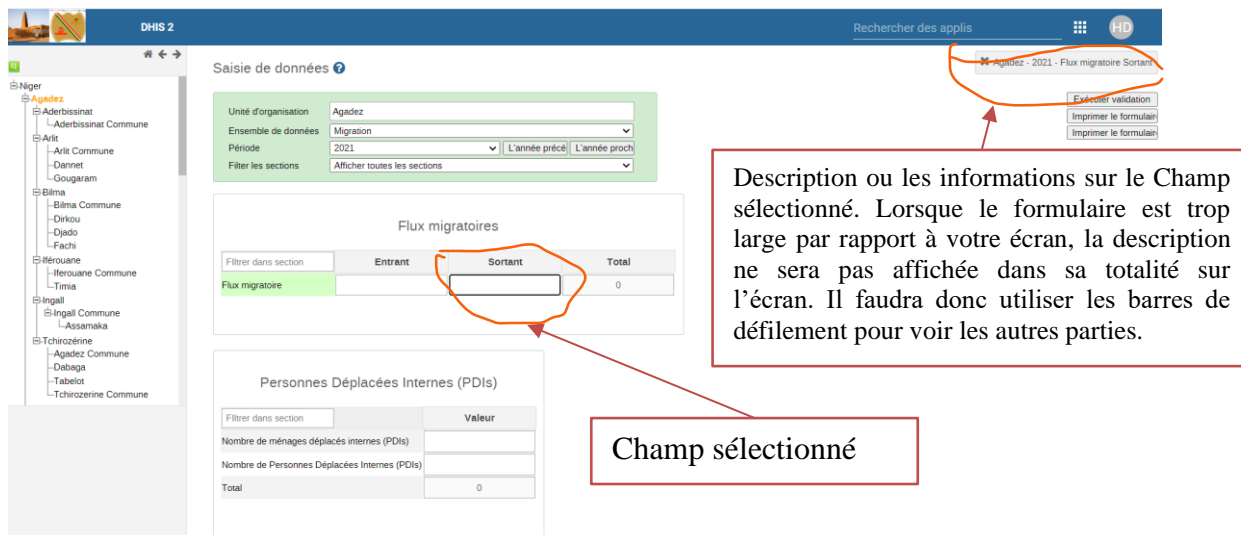 DHIS 2
Rechercher des applis
HD
Niger
Agadez
Aderbissinat
Aderbissinat Commune
Arlit
Arlit Commune
Dannet
Gougaram
Bilma
Bilma Commune
Dirkou
Djado
Fachi
Iférouane
Iferouane Commune
Timia
Ingall
Ingall Commune
Assamaka
Tchirozérine
Agadez Commune
Dabaga
Tabelot
Tchirozerine Commune
Saisie de données
Agadez - 2021 - Flux migratoire Sortant
Exécuter validation
Imprimer le formulair
Imprimer le formulair
Unité d'organisation Agadez
Ensemble de données Migration
Période 2021 L'année précé L'année proch
Filter les sections Afficher toutes les sections
Flux migratoires
Filtrer dans section Entrant Sortant Total
Flux migratoire 0
Personnes Déplacées Internes (PDIs)
Filtrer dans section Valeur
Nombre de ménages déplacés internes (PDIs)
Nombre de Personnes Déplacées Internes (PDIs)
Total 0
Description ou les informations sur le Champ
sélectionné. Lorsque le formulaire est trop
large par rapport à votre écran, la description
ne sera pas affichée dans sa totalité sur
l'écran. Il faudra donc utiliser les barres de
défilement pour voir les autres parties.
Champ sélectionné